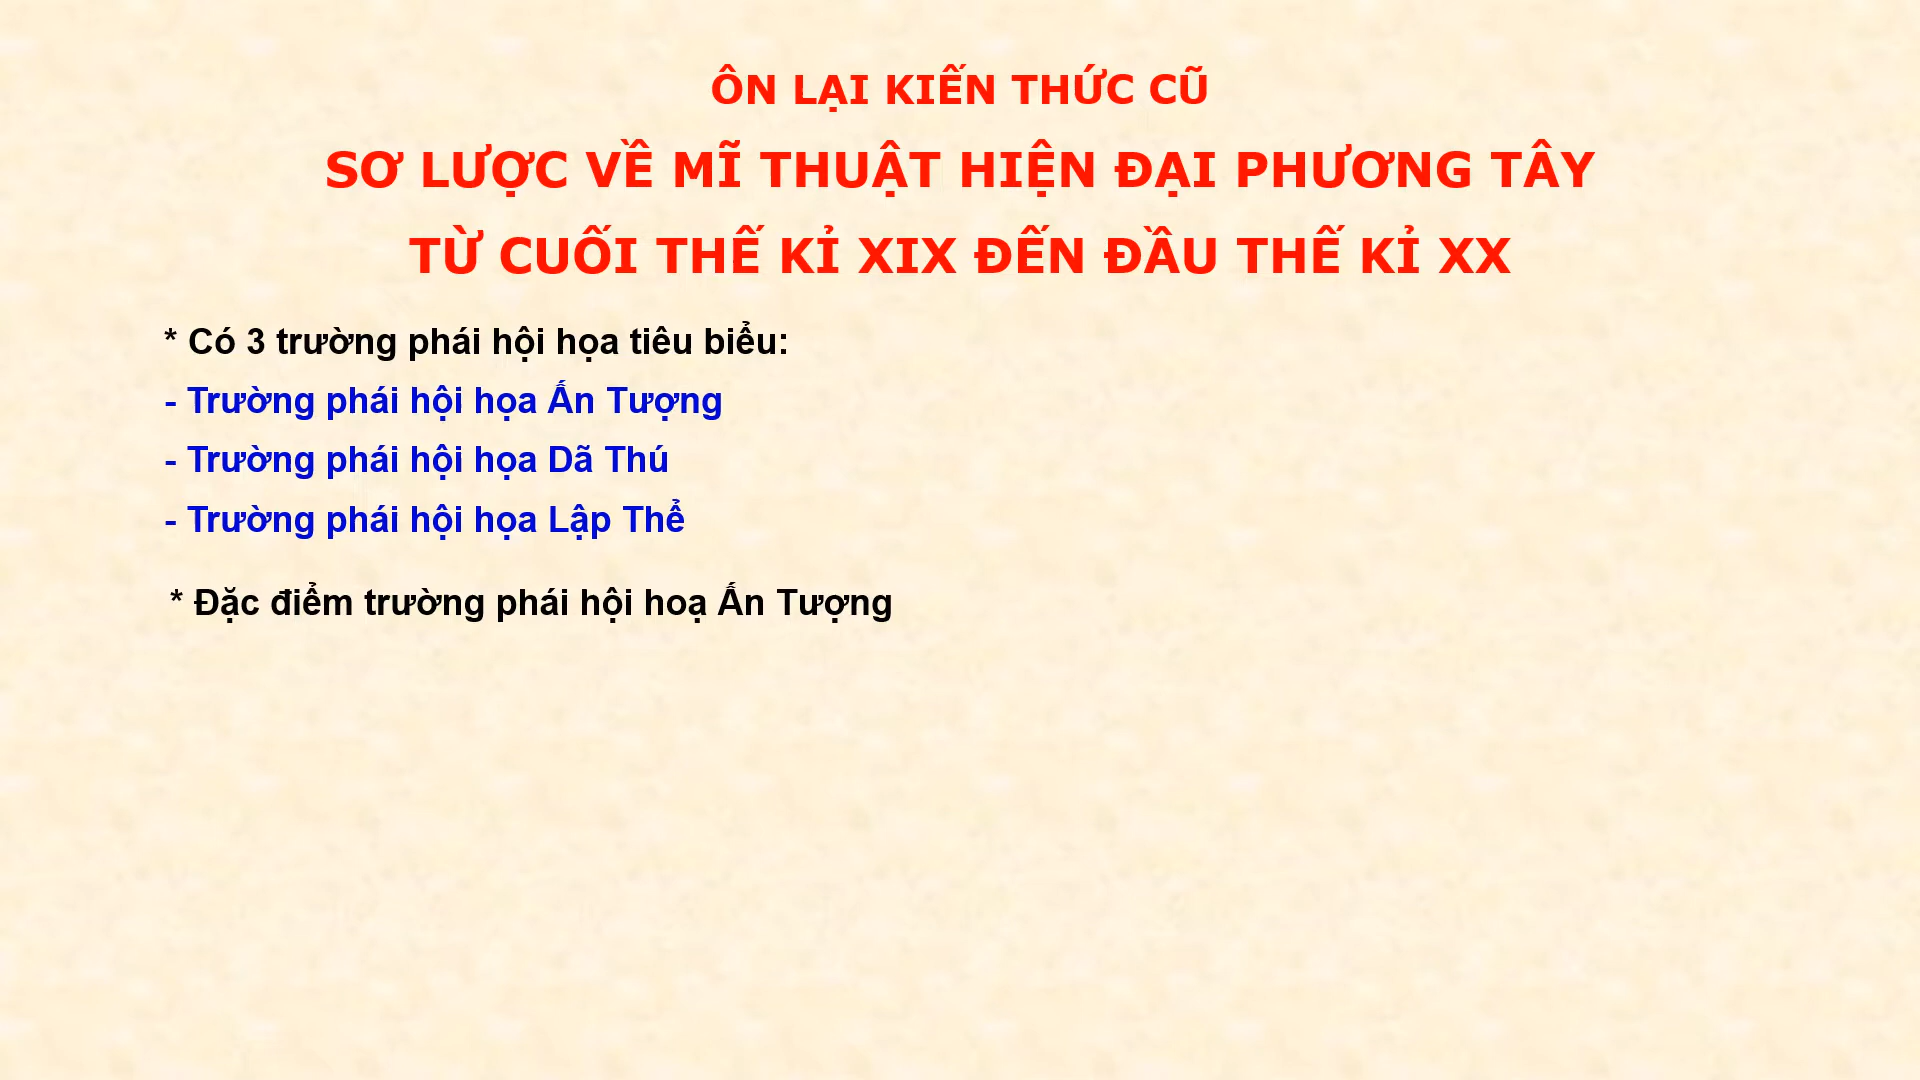 ÔN LẠI KIẾN THỨC CŨ
SƠ LƯỢC VỀ MĨ THUẬT HIỆN ĐẠI PHƯƠNG TÂY
TỪ CUỐI THẾ KỈ XIX ĐẾN ĐẦU THẾ KỈ XX
* Có 3 trường phái hội họa tiêu biểu:
- Trường phái hội họa Ấn Tượng
- Trường phái hội họa Dã Thú
- Trường phái hội họa Lập Thể
* Đặc điểm trường phái hội hoạ Ấn Tượng